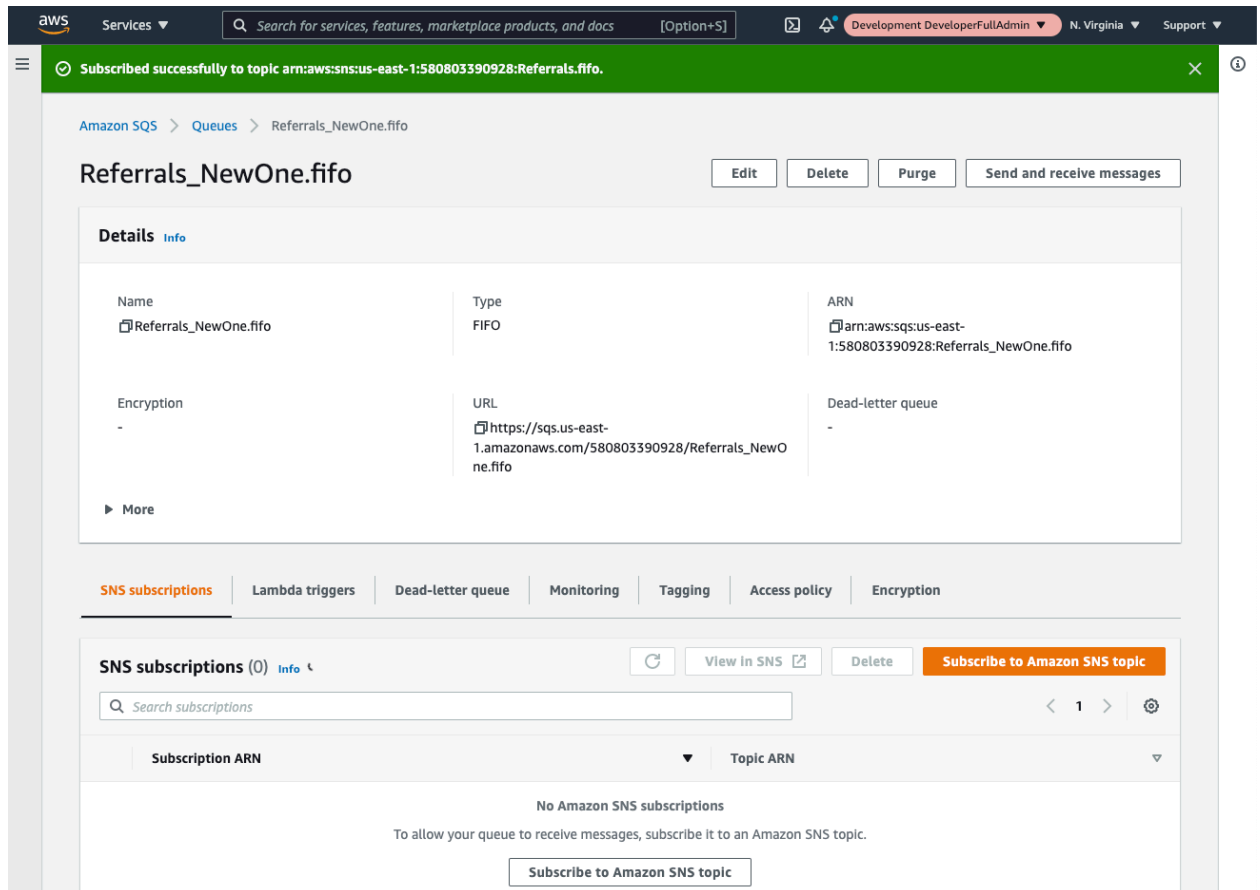 aws
Services ▼
Search for services, features, marketplace products, and docs [Option+S]
Development DeveloperFullAdmin ▼
N. Virginia ▼
Support ▼
Subscribed successfully to topic arn:aws:sns:us-east-1:580803390928:Referrals.fifo.
Amazon SQS > Queues > Referrals_NewOne.fifo
Referrals_NewOne.fifo
Edit
Delete
Purge
Send and receive messages
Details Info
Name
Referrals_NewOne.fifo
Type
FIFO
ARN
arn:aws:sqs:us-east-
1:580803390928:Referrals_NewOne.fifo
Encryption
-
URL
https://sqs.us-east-
1.amazonaws.com/580803390928/Referrals_NewO
ne.fifo
Dead-letter queue
-
More
SNS subscriptions
Lambda triggers
Dead-letter queue
Monitoring
Tagging
Access policy
Encryption
SNS subscriptions (0) Info
View in SNS
Delete
Subscribe to Amazon SNS topic
Search subscriptions
< 1 >
Subscription ARN
Topic ARN
No Amazon SNS subscriptions
To allow your queue to receive messages, subscribe it to an Amazon SNS topic.
Subscribe to Amazon SNS topic